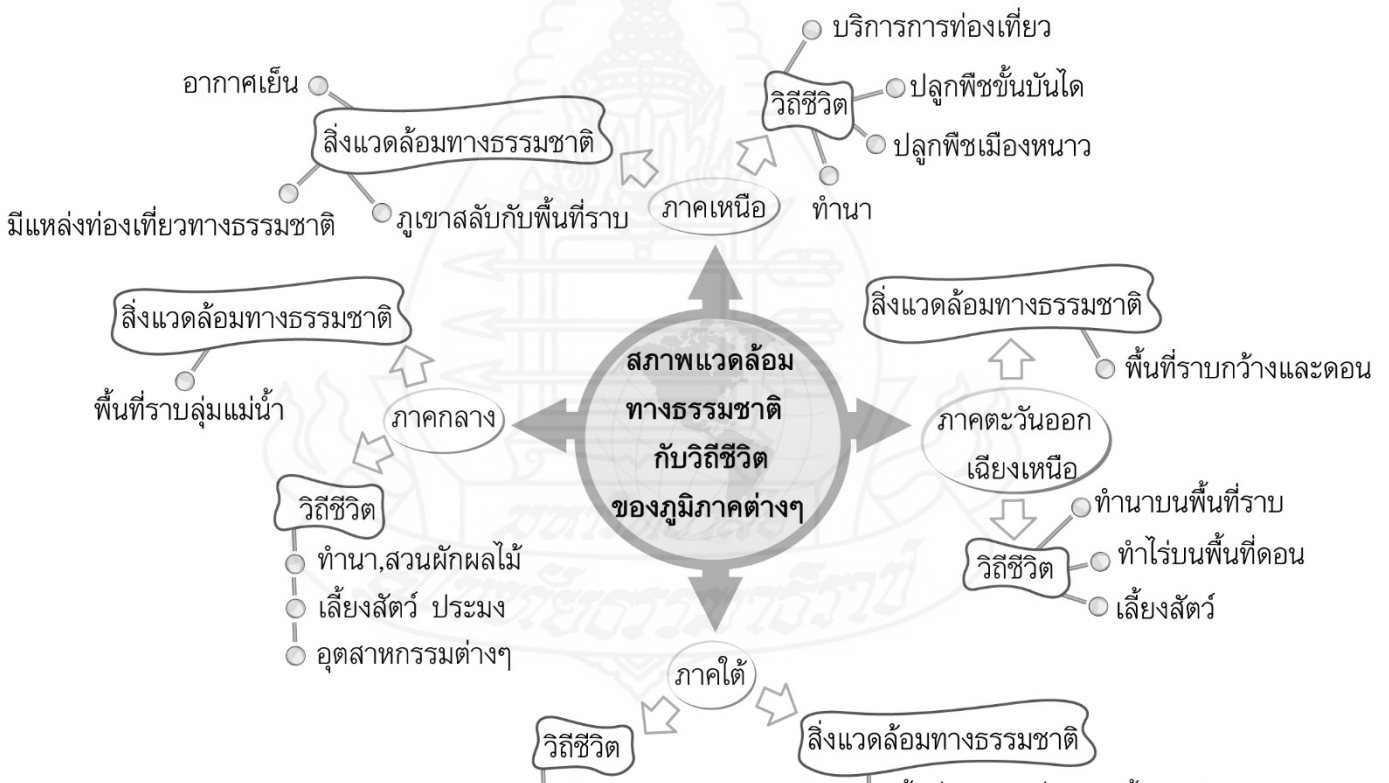 บริการการท่องเที่ยว
อากาศเย็น
วิถีชีวิต
ปลูกพืชขั้นบันได
สิ่งแวดล้อมทางธรรมชาติ
ปลูกพืชเมืองหนาว
มีแหล่งท่องเที่ยวทางธรรมชาติ
ภูเขาสลับกับพื้นที่ราบ
ภาคเหนือ
ทำนา
สิ่งแวดล้อมทางธรรมชาติ
พื้นที่ราบลุ่มแม่น้ำ
ภาคกลาง
สภาพแวดล้อม
ทางธรรมชาติ
กับวิถีชีวิต
ของภูมิภาคต่างๆ
สิ่งแวดล้อมทางธรรมชาติ
พื้นที่ราบกว้างและดอน
ภาคตะวันออก
เฉียงเหนือ
วิถีชีวิต
ทำนา,สวนผักผลไม้
เลี้ยงสัตว์ ประมง
อุตสาหกรรมต่างๆ
ทำนาบนพื้นที่ราบ
วิถีชีวิต
ทำไร่บนพื้นที่ดอน
เลี้ยงสัตว์
ภาคใต้
วิถีชีวิต
สิ่งแวดล้อมทางธรรมชาติ